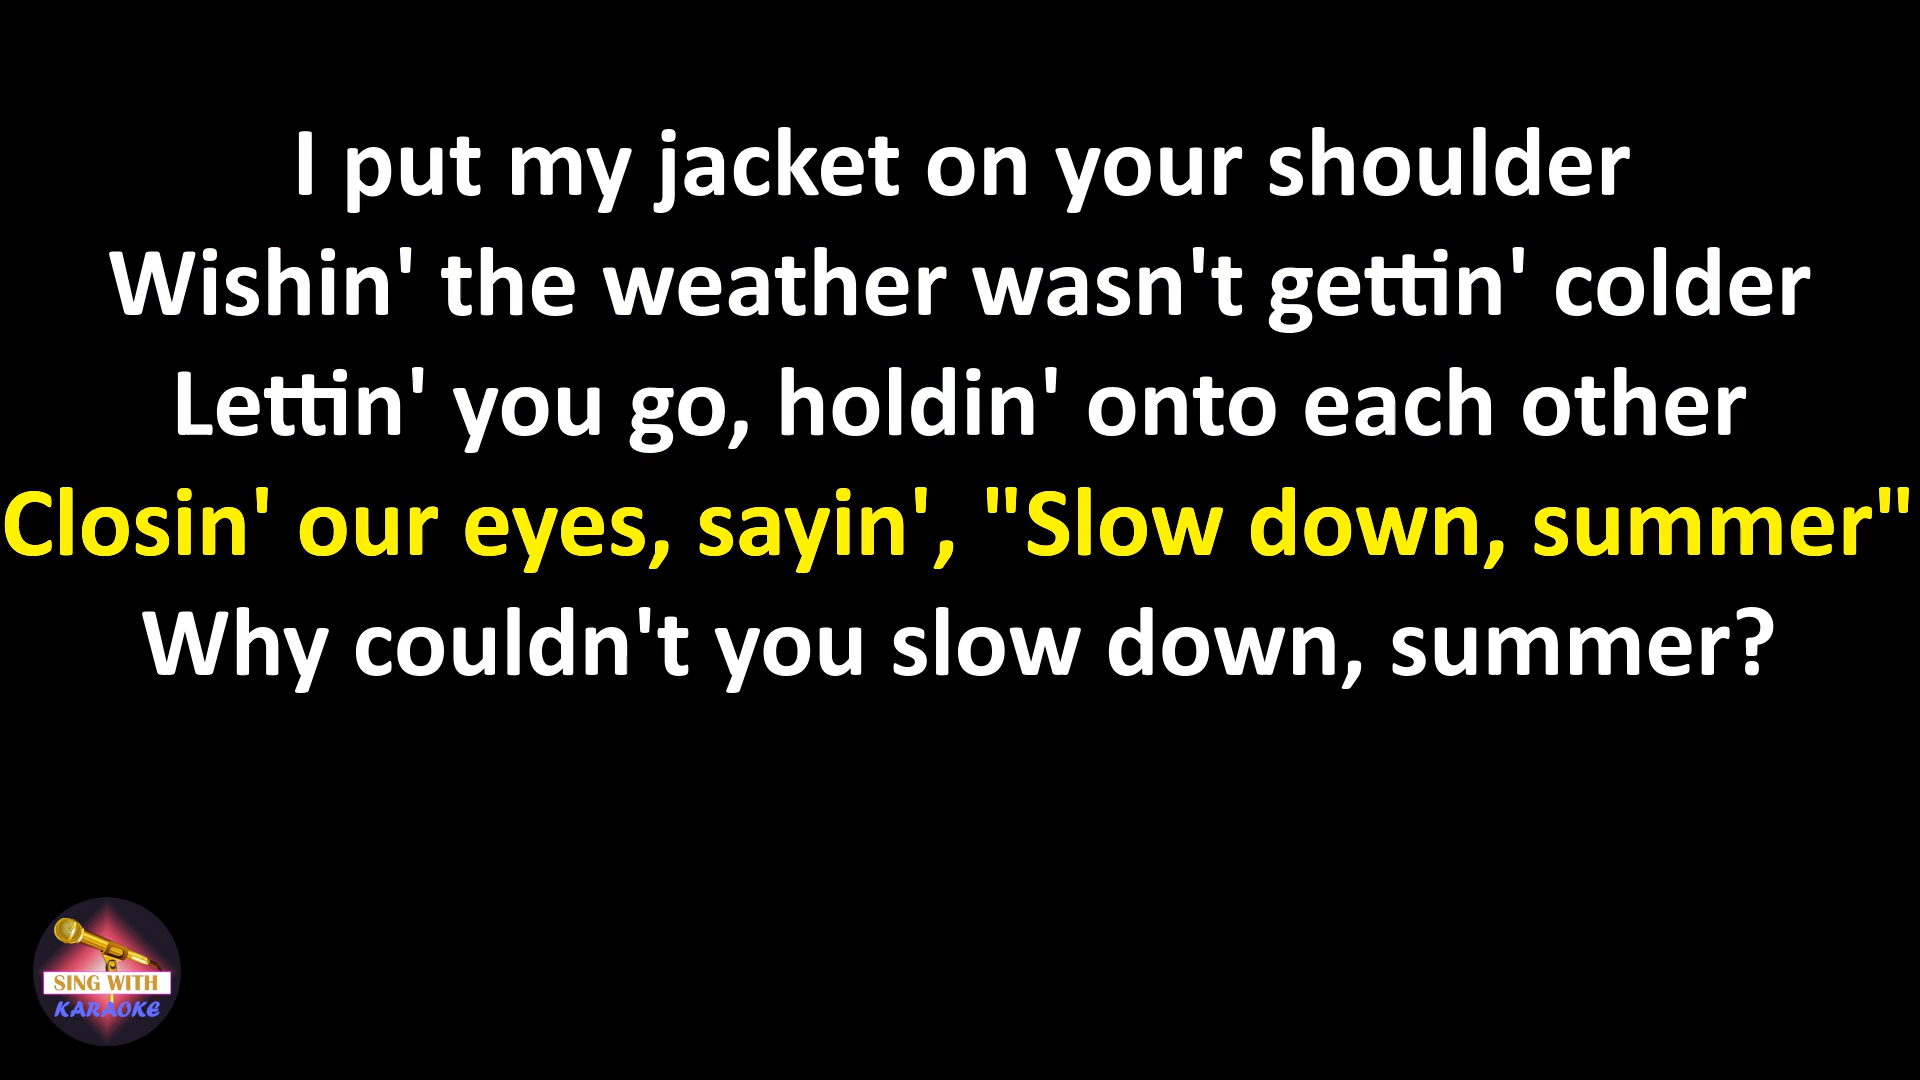 I put my jacket on your shoulder
Wishin' the weather wasn't gettin' colder
Lettin' you go, holdin' onto each other
Closin' our eyes, sayin', "Slow down, summer"
Why couldn't you slow down, summer?
SING WITH
KARAOKE